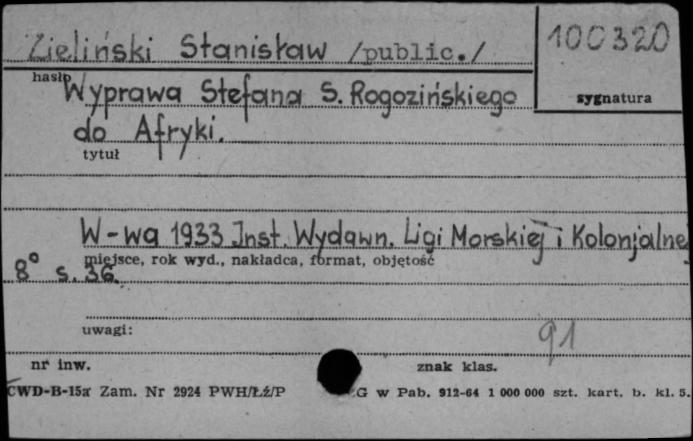 Zieliński Stanisław /public./
100320
hasło
sygnatura
Wyprawa Stefana S. Rogozińskiego
do Afryki.
tytuł
W-wa 1933 Inst. Wydawn. Ligi Morskiej i Kolonjalnej
miejsce, rok wyd., nakładca, format, objętość
8° s. 36.
uwagi:
91
nr inw.
znak klas.
CWD-B-15a Zam. Nr 2924 PWH/Łź/P
G w Pab. 912-64 1 000 000 szt. kart. b. kl. 5.